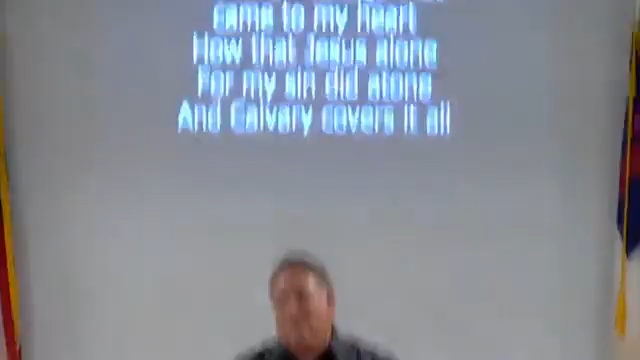 came to my heart
How that Jesus alone
For my sin did atone
And Calvary covers it all